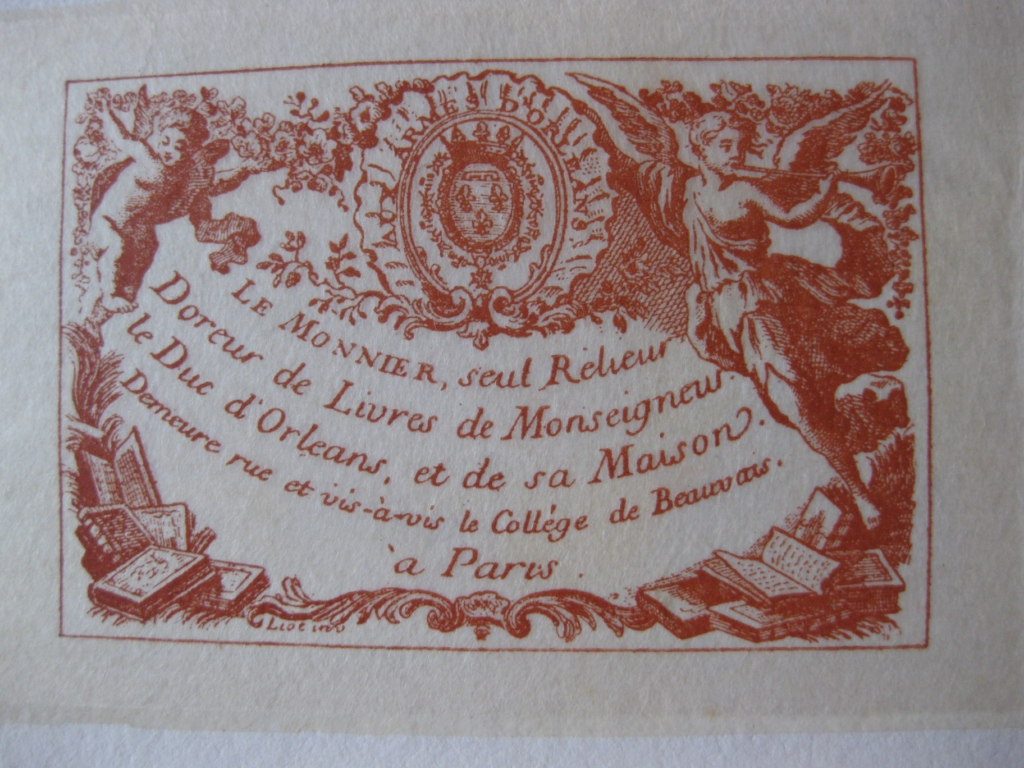 AUX ARMES D'ORLEANS
LE MONNIER, seul Relieur
Doreur de Livres de Monseigneur
le Duc d'Orleans, et de sa Maison.
Demeure rue et vis-à-vis le Collége de Beauvais.
à Paris.